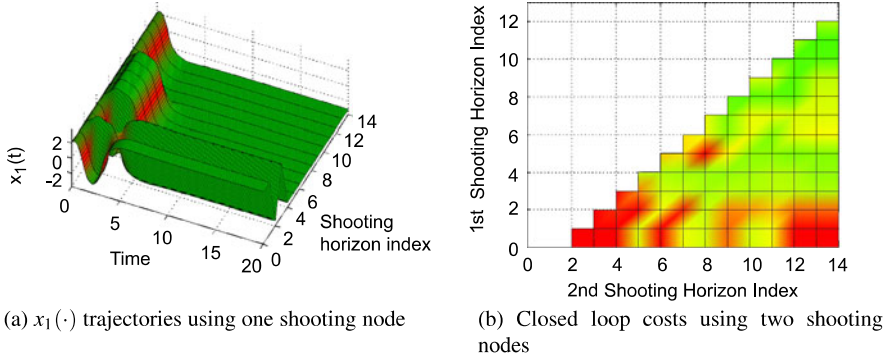 x₁(t)
2
0
-2
0
5
10
15
20
Time
0
2
4
6
8
10
12
14
Shooting
horizon index
(a) x₁(·) trajectories using one shooting node
1st Shooting Horizon Index
12
10
8
6
4
2
0
0 2 4 6 8 10 12 14
2nd Shooting Horizon Index
(b) Closed loop costs using two shooting
nodes